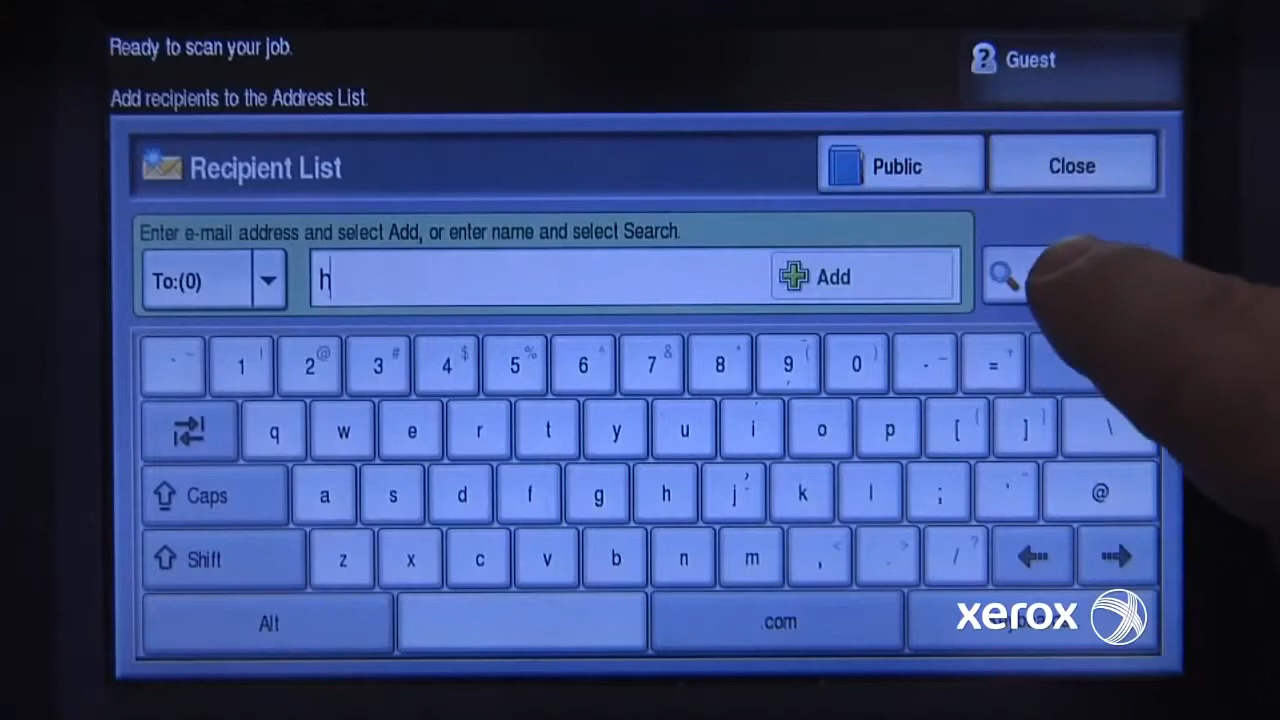 Ready to scan your job.
Guest
Add recipients to the Address List.
Recipient List
Public
Close
Enter e-mail address and select Add, or enter name and select Search.
To:(0)
h
Add
` ~ 1 ! 2 @ 3 # 4 $ 5 % 6 ^ 7 & 8 * 9 ( 0 ) - _ = +
q w e r t y u i o p [ { ] } \
Caps a s d f g h j k l ; ' " @
Shift z x c v b n m , < . > / ?
Alt .com
xerox